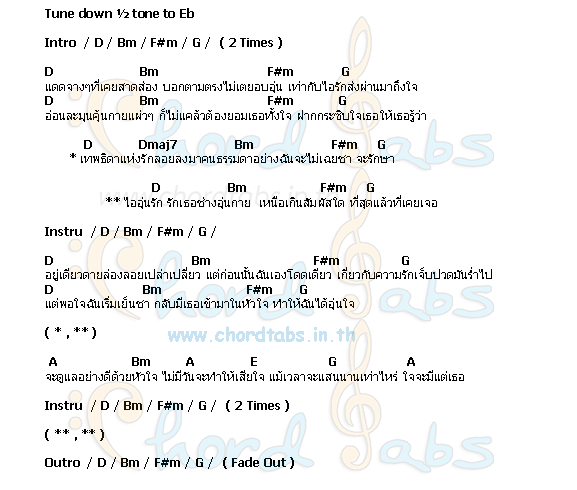 Tune down ½ tone to Eb
Intro / D / Bm / F#m / G / ( 2 Times )
D Bm F#m G
แดดจางๆที่เคยสาดส่อง บอกตามตรงไม่เตยอบอุ่น เท่ากับไอรักส่งผ่านมาถึงใจ
D Bm F#m G
อ่อนละมุนคุ้นกายแผ่วๆ ก็ไม่แคล้วต้องยอมเธอทั้งใจ ฝากกระซิบใจเธอให้เธอรู้ว่า
D Dmaj7 Bm F#m G
* เทพธิดาแห่งรักลอยลงมาคนธรรมดาอย่างฉันจะไม่เฉยชา จะรักษา
D Bm F#m G
** ไออุ่นรัก รักเธอช่างอุ่นกาย เหนือเกินสัมผัสใด ที่สุดแล้วที่เคยเจอ
Instru / D / Bm / F#m / G /
D Bm F#m G
อยู่เดียวดายล่องลอยเปล่าเปลี่ยว แต่ก่อนนั้นฉันเองโดดเดี่ยว เกี่ยวกับความรักเจ็บปวดมันร่ำไป
D Bm F#m G
แต่พอใจฉันเริ่มเย็นชา กลับมีเธอเข้ามาในหัวใจ ทำให้ฉันได้อุ่นใจ
( * , ** )
www.chordtabs.in.th
A Bm A E G A
จะดูแลอย่างดีด้วยหัวใจ ไม่มีวันจะทำให้เสียใจ แม้เวลาจะแสนนานเท่าไหร่ ใจจะมีแต่เธอ
Instru / D / Bm / F#m / G / ( 2 Times )
( ** , ** )
Outro / D / Bm / F#m / G / ( Fade Out )